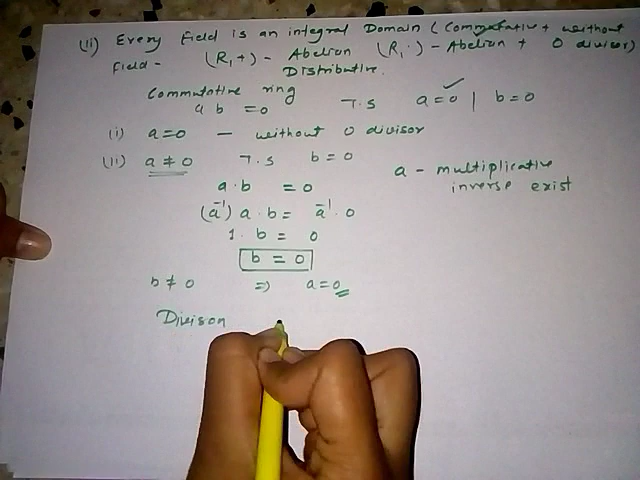 (ii) Every field is an integral Domain (Commutative + without
field - (R,+) - Abelian (R,·) - Abelian + 0 divisor)
Distributive.
Commutative ring
a b = 0 T.S a = 0 | b = 0
(i) a = 0 - without 0 divisor
(ii) a ≠ 0 T.S b = 0
a - multiplicative
inverse exist
a·b = 0
(a⁻¹) a·b = a⁻¹·0
1·b = 0
b = 0
b ≠ 0 ⇒ a = 0
Divison